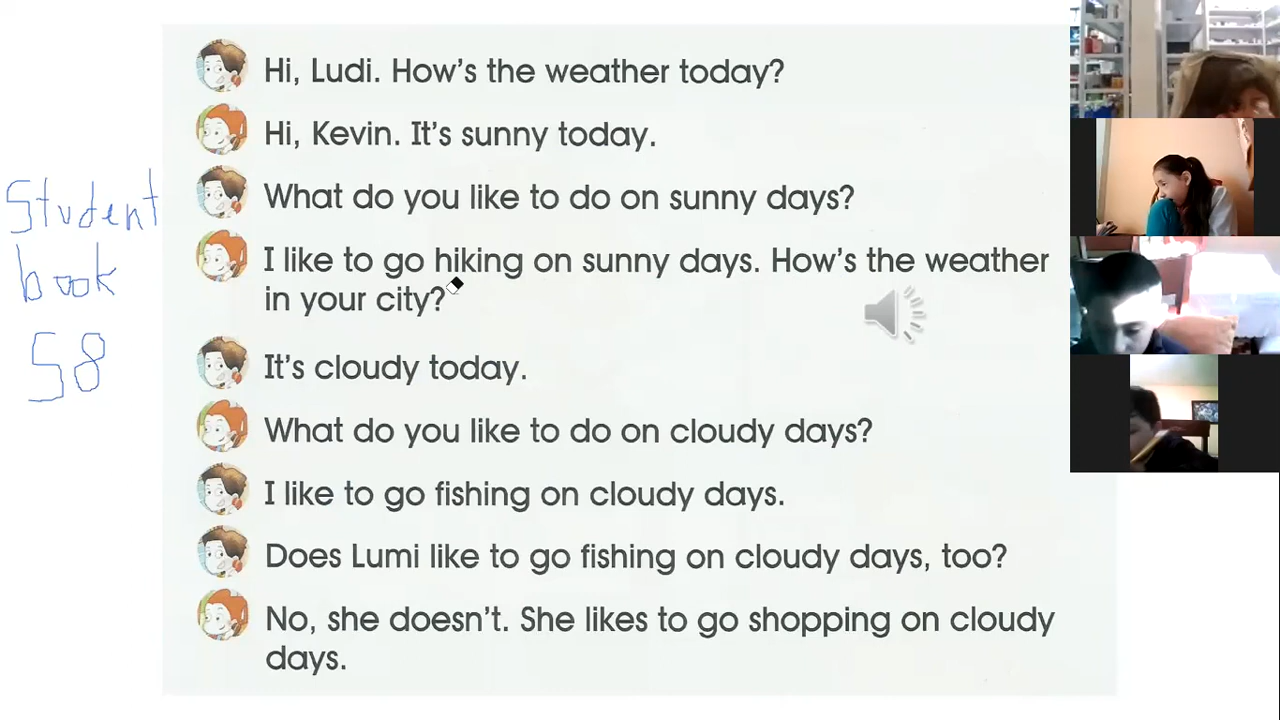 Hi, Ludi. How's the weather today?
Hi, Kevin. It's sunny today.
What do you like to do on sunny days?
I like to go hiking on sunny days. How's the weather
in your city?
It's cloudy today.
What do you like to do on cloudy days?
I like to go fishing on cloudy days.
Does Lumi like to go fishing on cloudy days, too?
No, she doesn't. She likes to go shopping on cloudy
days.
Student
book
58